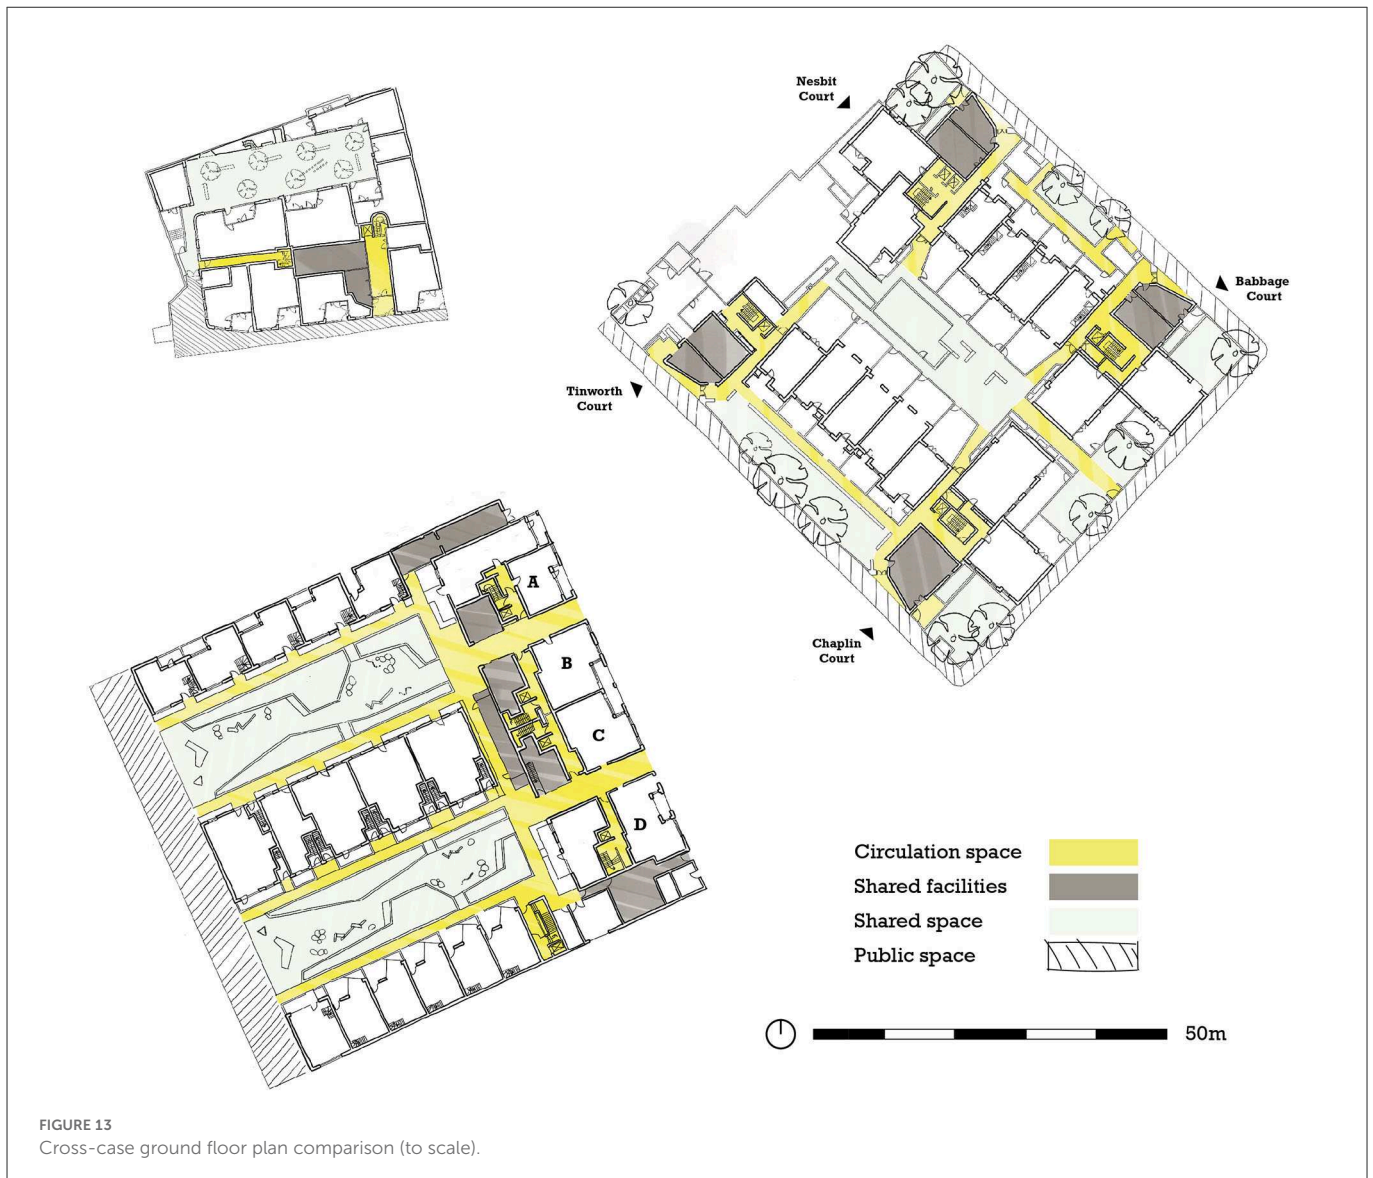 Nesbit
Court
Babbage
Court
Tinworth
Court
Chaplin
Court
A
B
C
D
Circulation space
Shared facilities
Shared space
Public space
50m
FIGURE 13
Cross-case ground floor plan comparison (to scale).